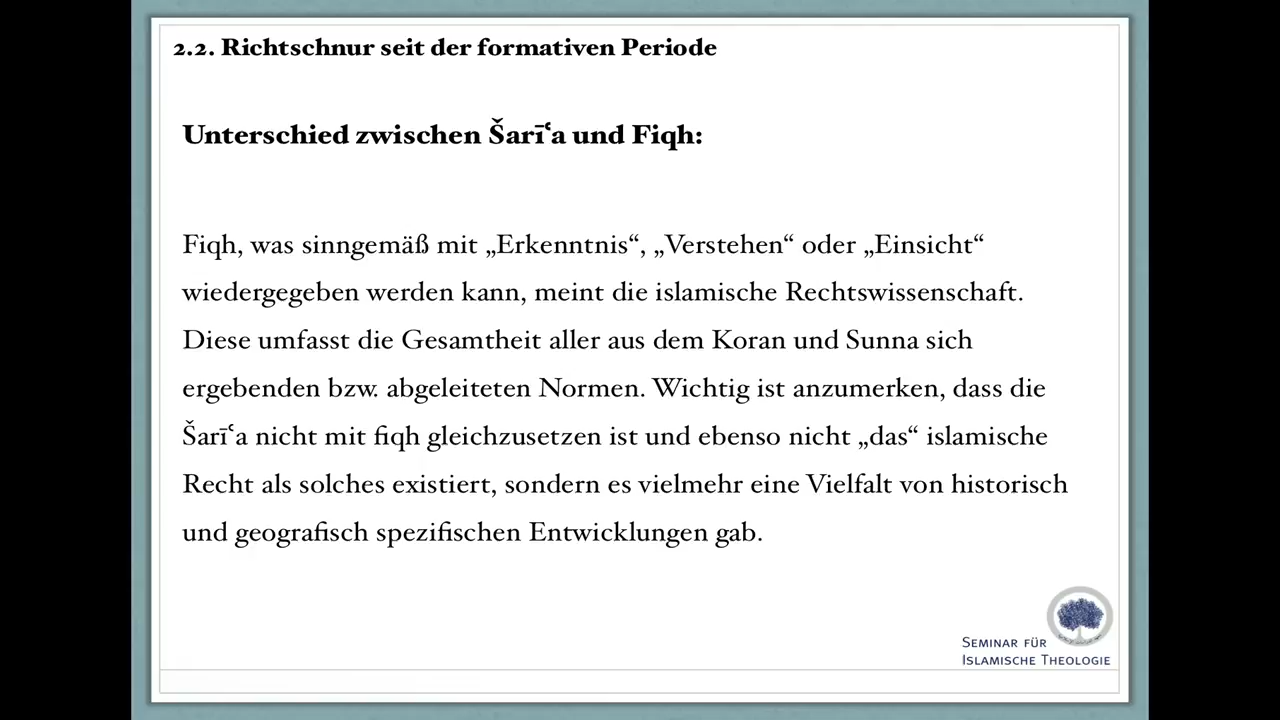 2.2. Richtschnur seit der formativen Periode
Unterschied zwischen Šarīʿa und Fiqh:
Fiqh, was sinngemäß mit „Erkenntnis“, „Verstehen“ oder „Einsicht“
wiedergegeben werden kann, meint die islamische Rechtswissenschaft.
Diese umfasst die Gesamtheit aller aus dem Koran und Sunna sich
ergebenden bzw. abgeleiteten Normen. Wichtig ist anzumerken, dass die
Šarīʿa nicht mit fiqh gleichzusetzen ist und ebenso nicht „das“ islamische
Recht als solches existiert, sondern es vielmehr eine Vielfalt von historisch
und geografisch spezifischen Entwicklungen gab.
SEMINAR FÜR
ISLAMISCHE THEOLOGIE